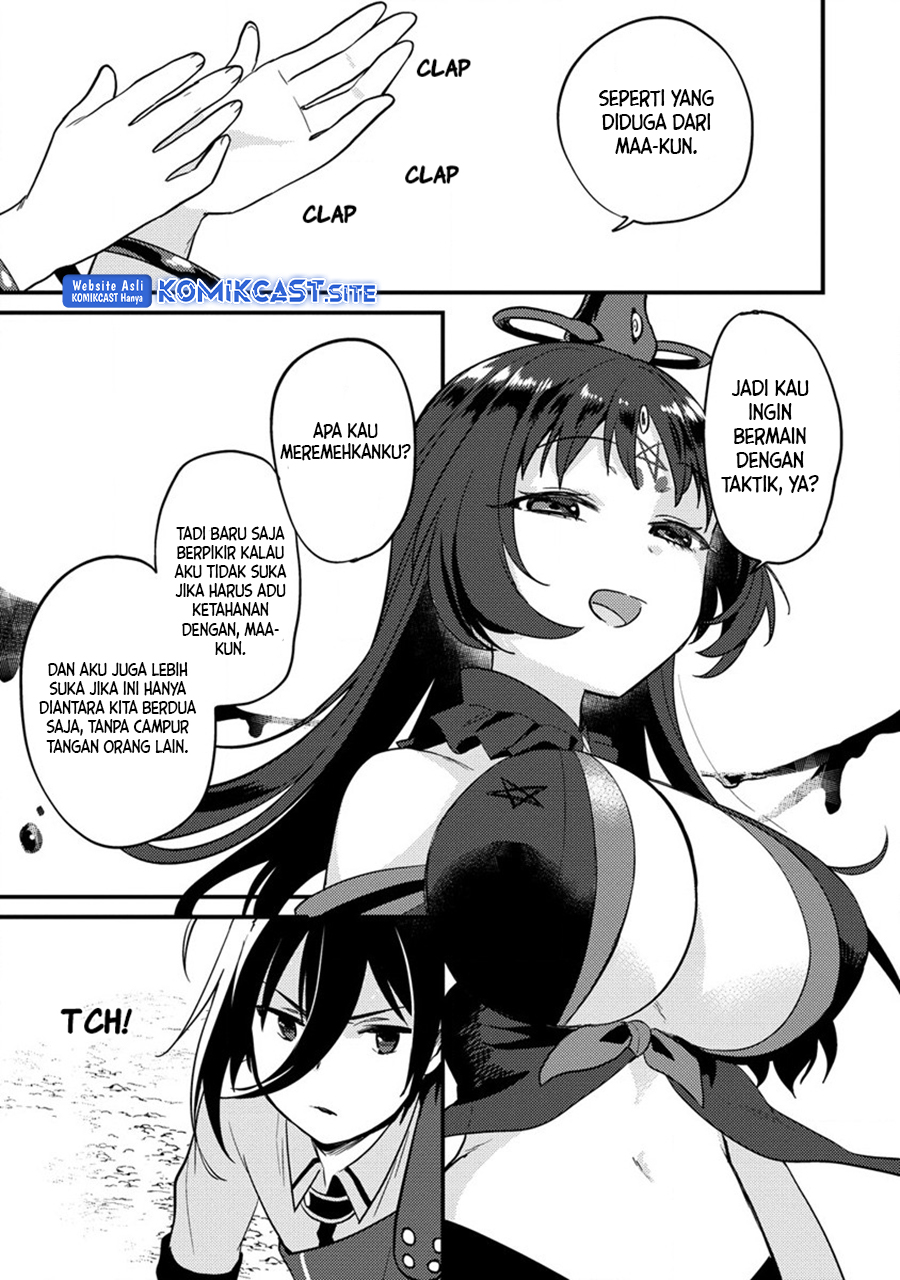 SEPERTI YANG
DIDUGA DARI
MAA-KUN.
CLAP
CLAP
CLAP
Website Asli
KOMIKCAST Hanya
KOMIKCAST.SITE
JADI KAU
INGIN
BERMAIN
DENGAN
TAKTIK, YA?
APA KAU
MEREMEHKANKU?
TADI BARU SAJA
BERPIKIR KALAU
AKU TIDAK SUKA
JIKA HARUS ADU
KETAHANAN
DENGAN, MAA-
KUN.
DAN AKU JUGA LEBIH
SUKA JIKA INI HANYA
DIANTARA KITA BERDUA
SAJA, TANPA CAMPUR
TANGAN ORANG LAIN.
TCH!